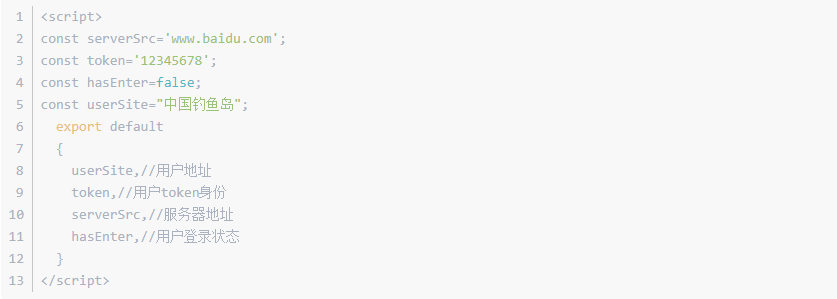 1 <script>
2 const serverSrc='www.baidu.com';
3 const token='12345678';
4 const hasEnter=false;
5 const userSite="中国钓鱼岛";
6 export default
7 {
8 userSite,//用户地址
9 token,//用户token身份
10 serverSrc,//服务器地址
11 hasEnter,//用户登录状态
12 }
13 </script>